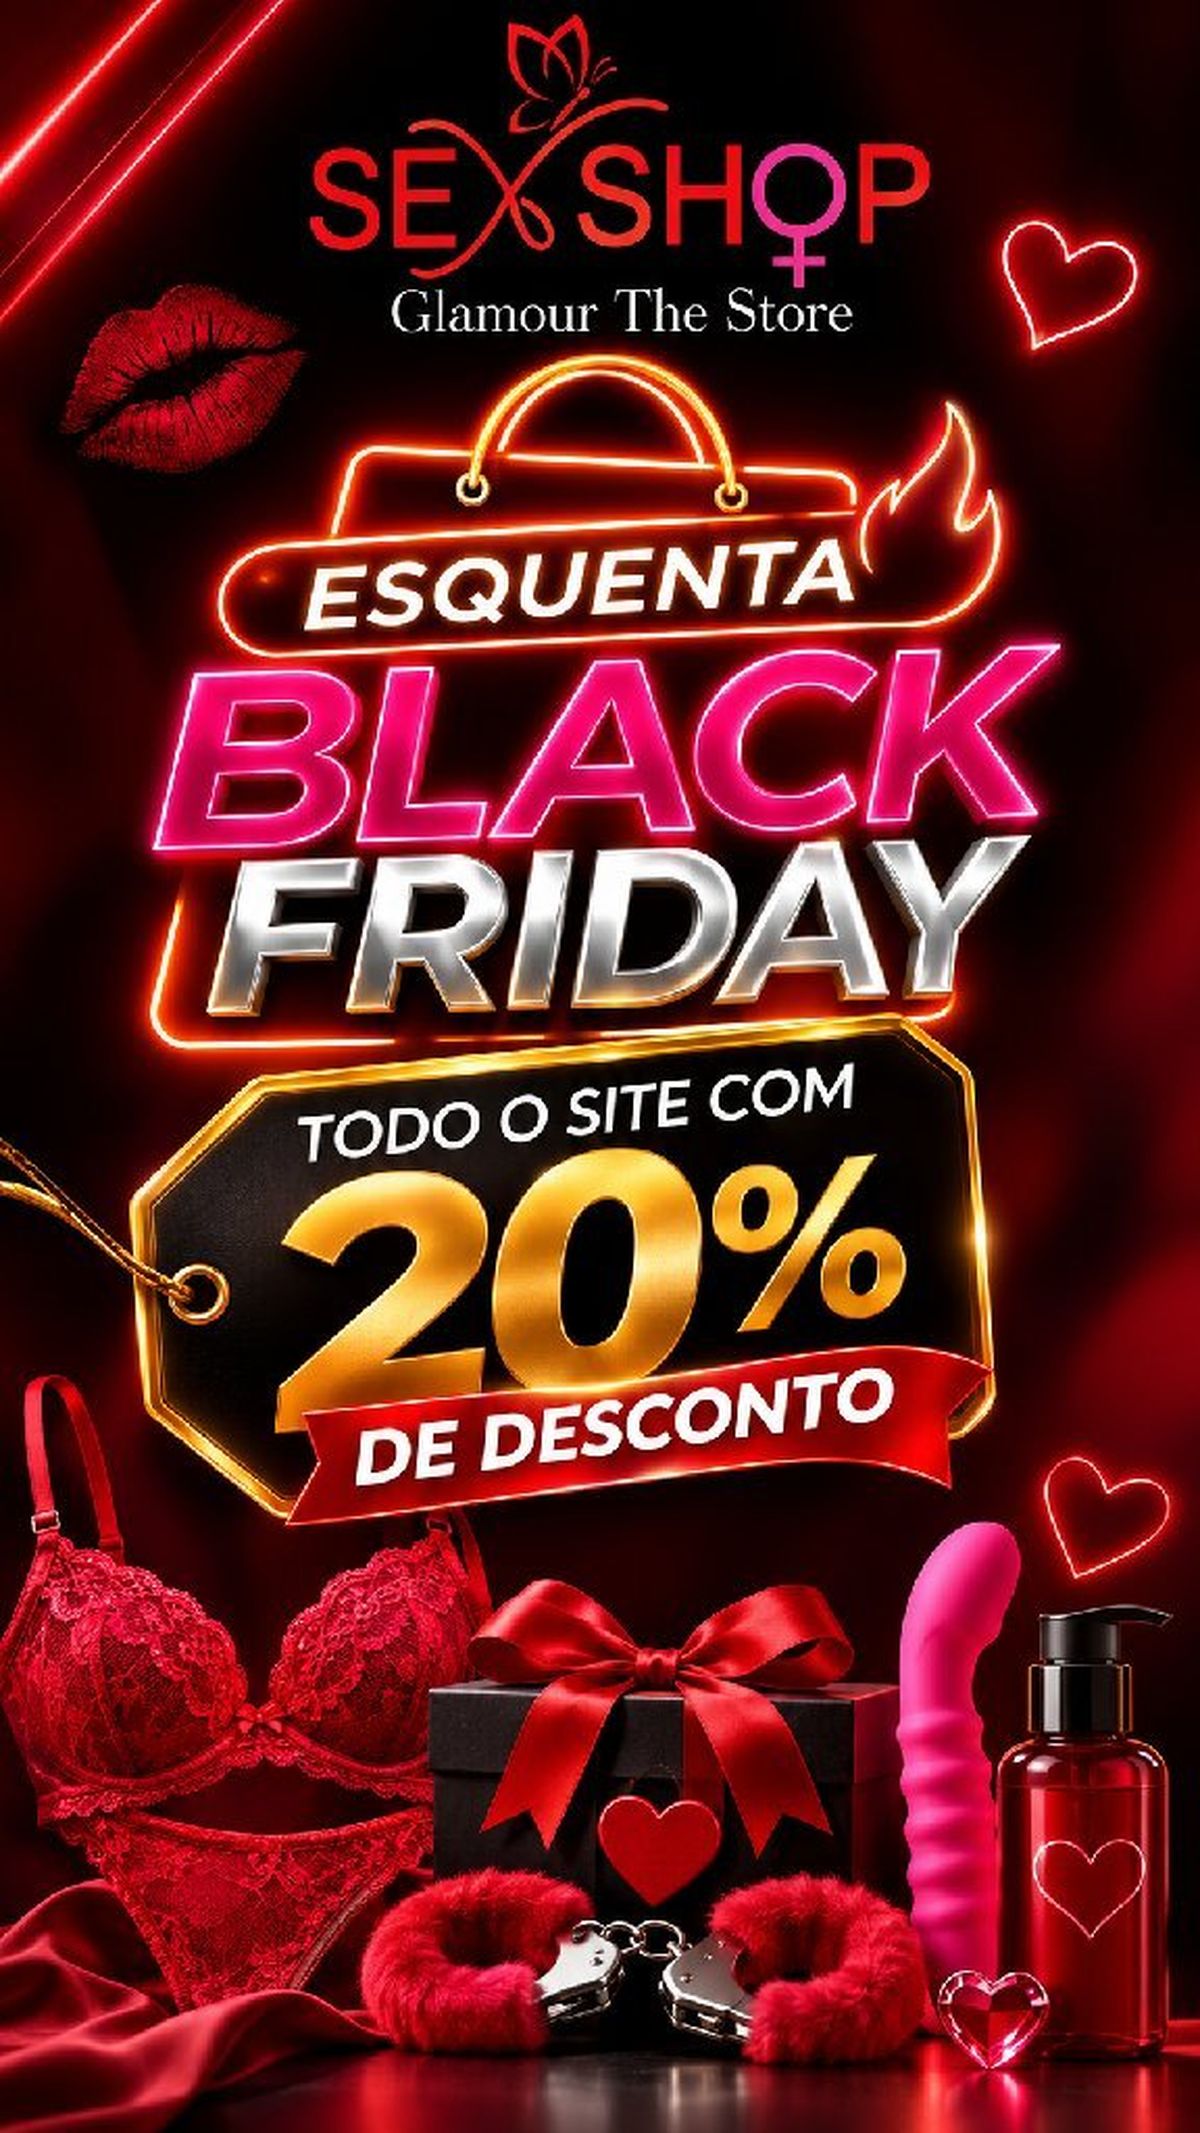 SEXSHOP
Glamour The Store
ESQUENTA
BLACK
FRIDAY
TODO O SITE COM
20%
DE DESCONTO